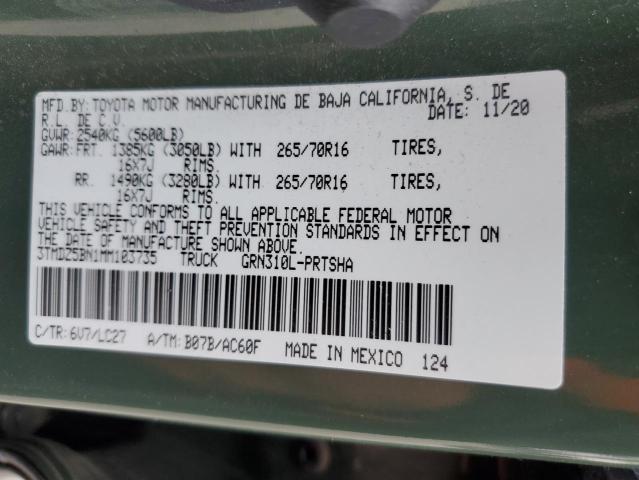 MFD.BY:TOYOTA MOTOR MANUFACTURING DE BAJA CALIFORNIA, S. DE
R.L. DE C.V. DATE: 11/20
GVWR:2540KG (5600LB)
GAWR:FRT. 1385KG (3050LB) WITH 265/70R16 TIRES,
16X7J RIMS.
RR. 1490KG (3280LB) WITH 265/70R16 TIRES,
16X7J RIMS.
THIS VEHICLE CONFORMS TO ALL APPLICABLE FEDERAL MOTOR
VEHICLE SAFETY AND THEFT PREVENTION STANDARDS IN EFFECT ON
THE DATE OF MANUFACTURE SHOWN ABOVE.
3TMDZ5BN1MM103735 TRUCK GRN310L-PRTSHA
C/TR:6V7/LC27 A/TM:B07B/AC60F MADE IN MEXICO 124